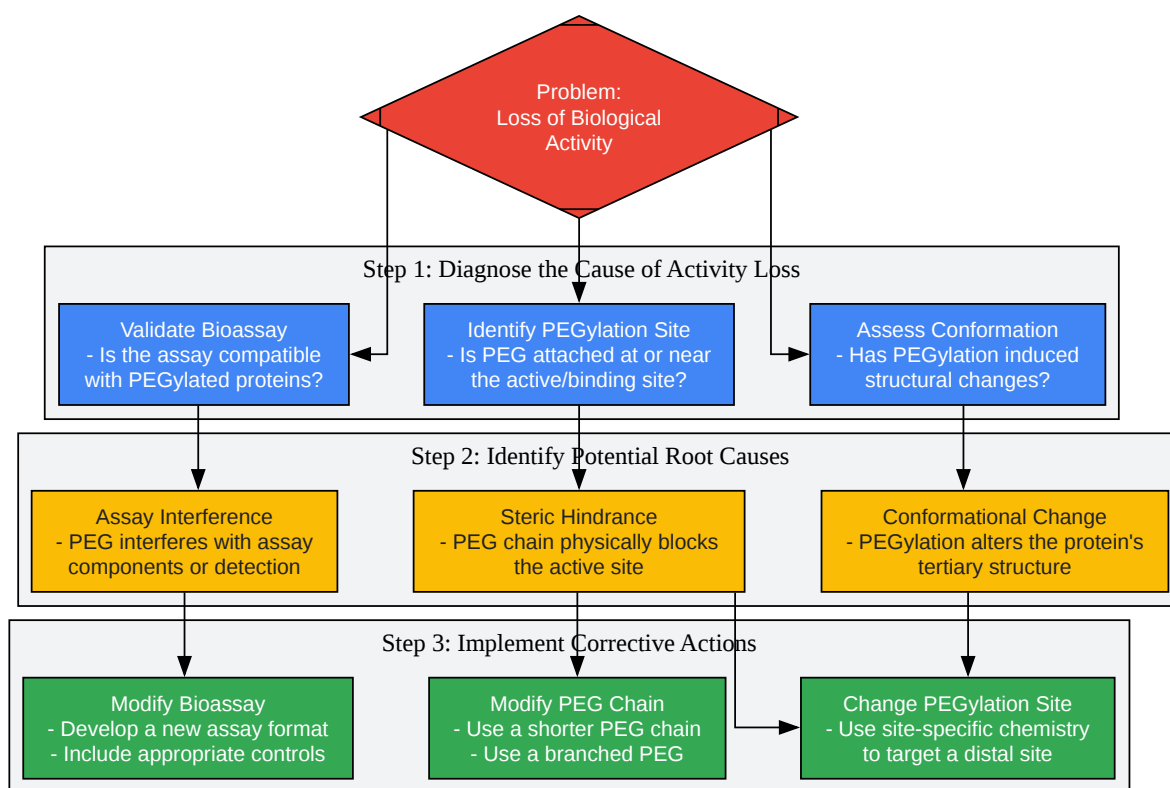 Problem:
Loss of Biological
Activity
Step 1: Diagnose the Cause of Activity Loss
Validate Bioassay
- Is the assay compatible
with PEGylated proteins?
Identify PEGylation Site
- Is PEG attached at or near
the active/binding site?
Assess Conformation
- Has PEGylation induced
structural changes?
Step 2: Identify Potential Root Causes
Assay Interference
- PEG interferes with assay
components or detection
Steric Hindrance
- PEG chain physically blocks
the active site
Conformational Change
- PEGylation alters the protein's
tertiary structure
Step 3: Implement Corrective Actions
Modify Bioassay
- Develop a new assay format
- Include appropriate controls
Modify PEG Chain
- Use a shorter PEG chain
- Use a branched PEG
Change PEGylation Site
- Use site-specific chemistry
to target a distal site